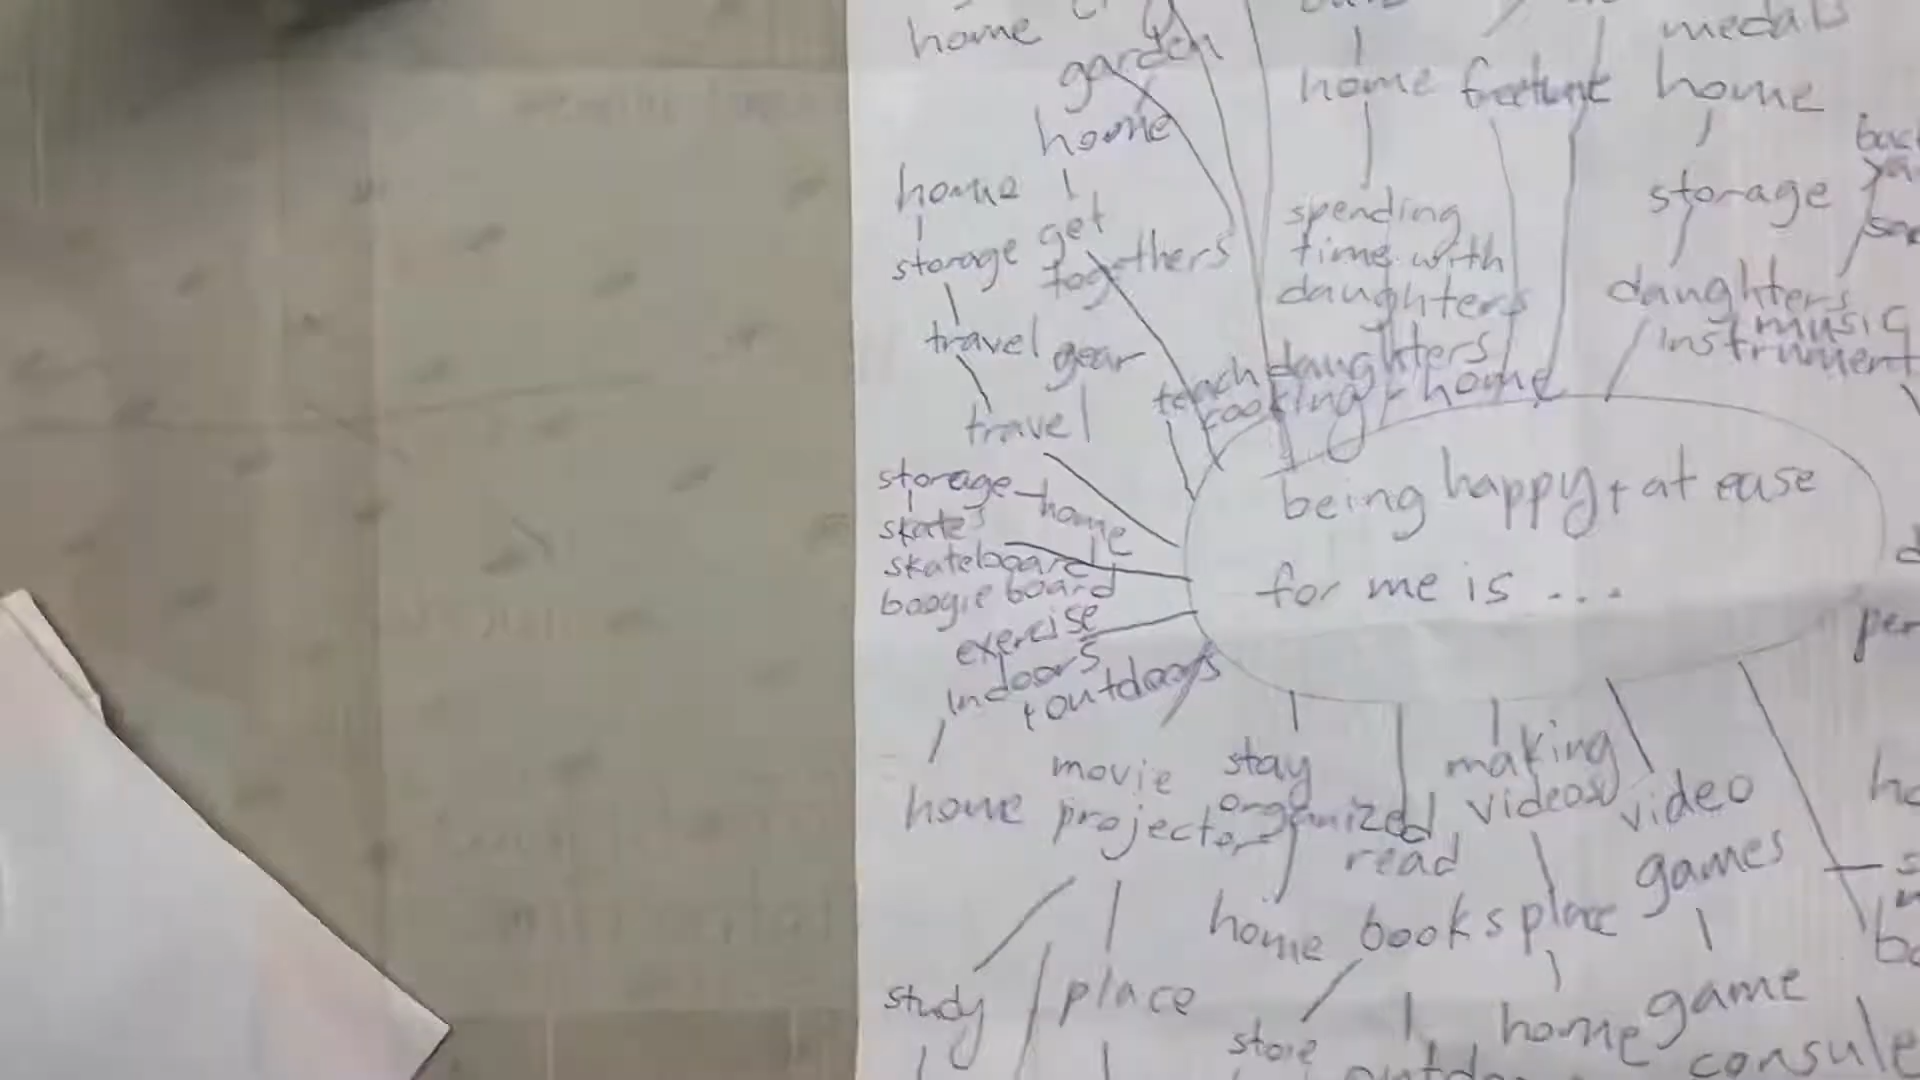 home
garden
home
home
storage
get
togethers
travel gear
travel
storage
home
skates
skateboard
boogie board
exercise
indoors
+ outdoors
home
home
spending
time with
daughters
teach daughters
cooking + home
freetime
medals
home
storage
daughters
music
instrument
being happy + at ease
for me is ...
movie
projector
study
place
stay
organized
home
read
books
store
making
videos
place
home
video
games
game
consule